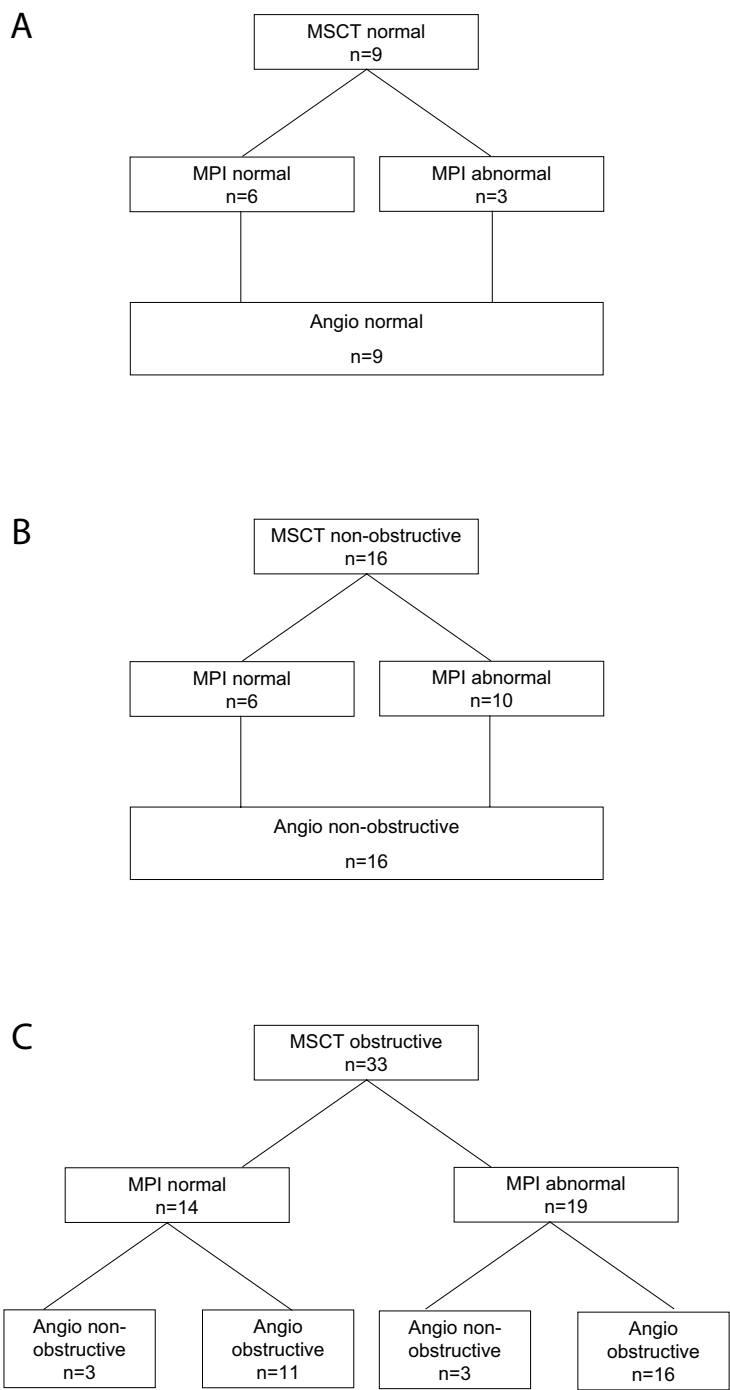 A
MSCT normal
n=9
MPI normal
n=6
MPI abnormal
n=3
Angio normal
n=9
B
MSCT non-obstructive
n=16
MPI normal
n=6
MPI abnormal
n=10
Angio non-obstructive
n=16
C
MSCT obstructive
n=33
MPI normal
n=14
MPI abnormal
n=19
Angio non-
obstructive
n=3
Angio
obstructive
n=11
Angio non-
obstructive
n=3
Angio
obstructive
n=16